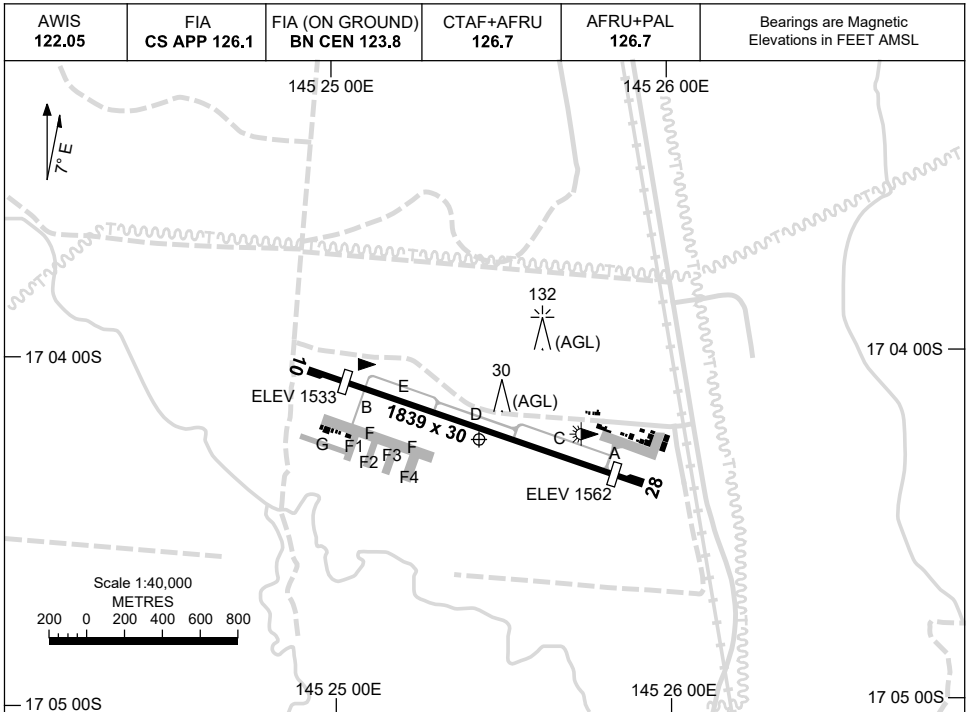 AWIS
122.05
FIA
CS APP 126.1
FIA (ON GROUND)
BN CEN 123.8
CTAF+AFRU
126.7
AFRU+PAL
126.7
Bearings are Magnetic
Elevations in FEET AMSL
145 25 00E
145 26 00E
7° E
132
(AGL)
17 04 00S
17 04 00S
30
(AGL)
10
ELEV 1533
E
B
D
1839 x 30
C
A
F
F
G
F1
F2
F3
F4
ELEV 1562
28
Scale 1:40,000
METRES
200 0 200 400 600 800
145 25 00E
145 26 00E
17 05 00S
17 05 00S
T T T T T T T T